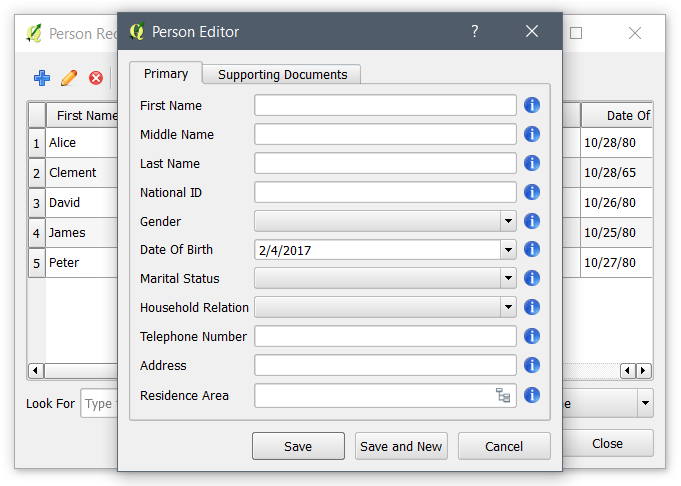 Person Rec
Person Editor
?
Primary
Supporting Documents
First Name
Middle Name
Last Name
National ID
Gender
Date Of Birth
2/4/2017
Marital Status
Household Relation
Telephone Number
Address
Residence Area
Save
Save and New
Cancel
First Name
Date Of
1 Alice 10/28/80
2 Clement 10/28/65
3 David 10/26/80
4 James 10/25/80
5 Peter 10/27/80
Look For
Type
Close